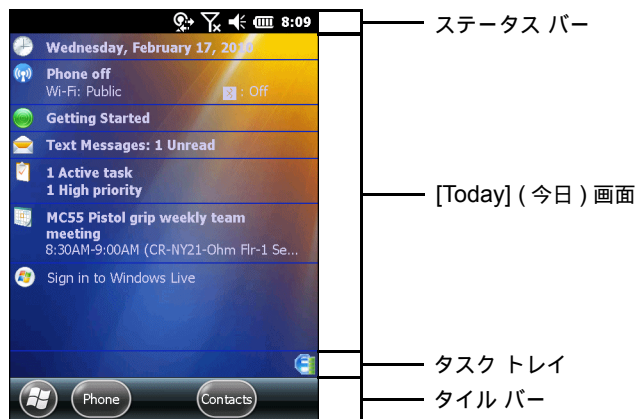 8:09
ステータス バー
Wednesday, February 17, 20
Phone off
Wi-Fi: Public : Off
Getting Started
Text Messages: 1 Unread
1 Active task
1 High priority
[Today] ( 今日 ) 画面
MC55 Pistol grip weekly team
meeting
8:30AM-9:00AM (CR-NY21-Ohm Flr-1 Se...
Sign in to Windows Live
タスク トレイ
Phone
Contacts
タイル バー